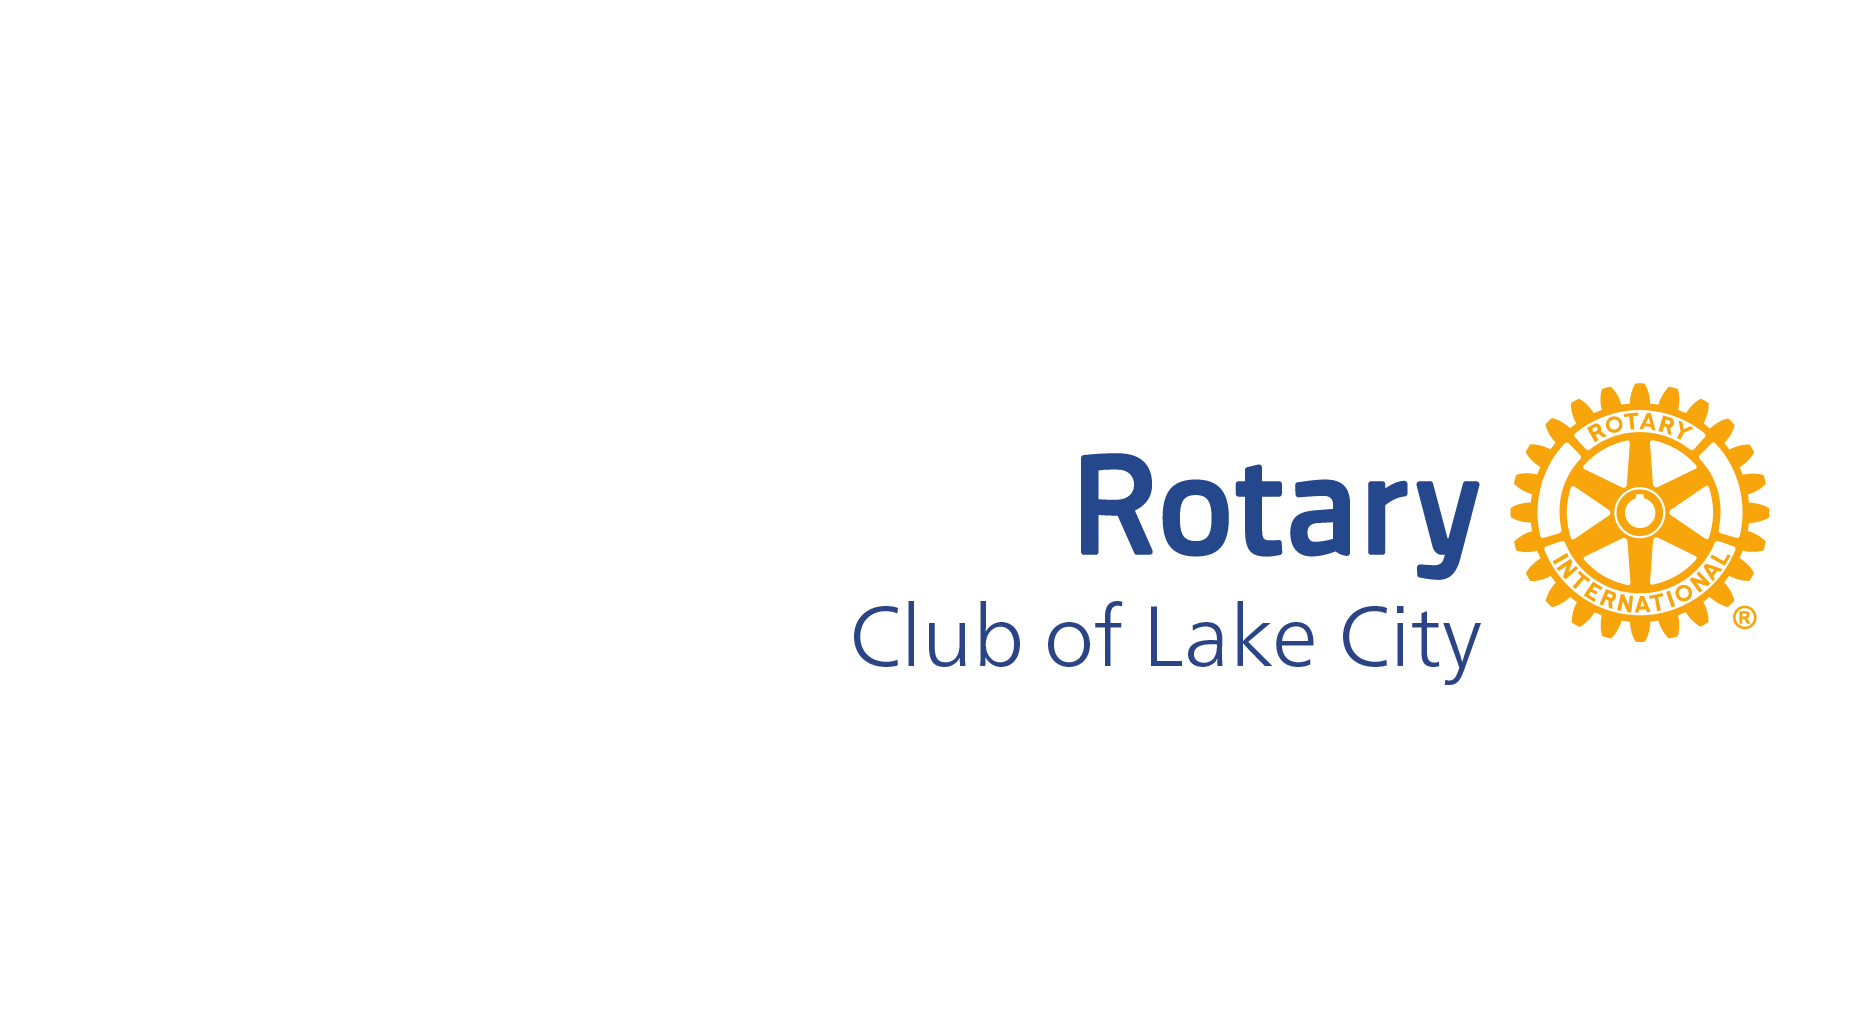 Rotary
Club of Lake City
ROTARY
INTERNATIONAL
®